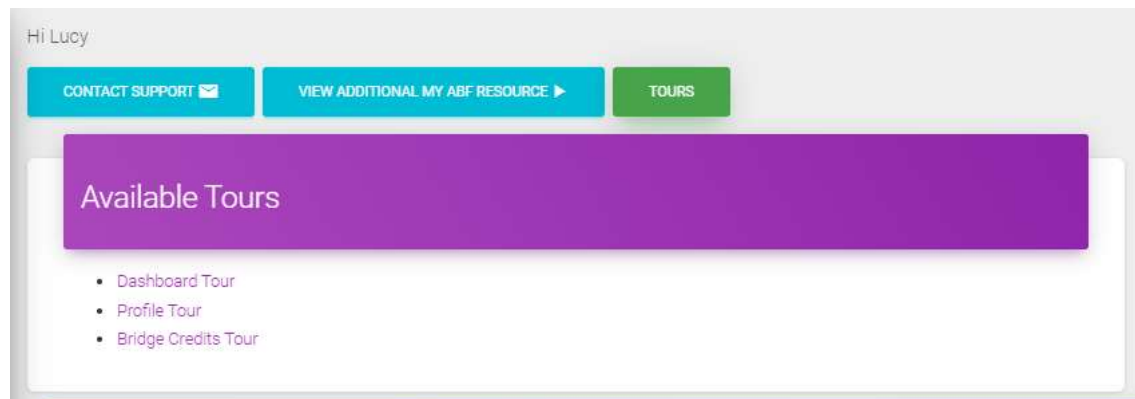 Hi Lucy
CONTACT SUPPORT
VIEW ADDITIONAL MY ABF RESOURCE
TOURS
Available Tours
Dashboard Tour
Profile Tour
Bridge Credits Tour